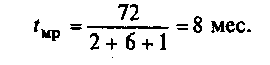 t_мр = 72 / (2 + 6 + 1) = 8 мес.